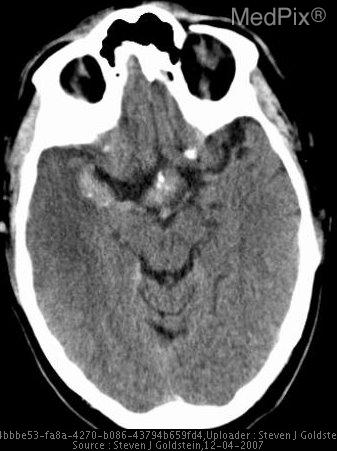 MedPix®
4bbbe53-fa8a-4270-b086-43794b659fd4,Uploader : Steven J Goldste
Source : Steven J Goldstein,12-04-2007